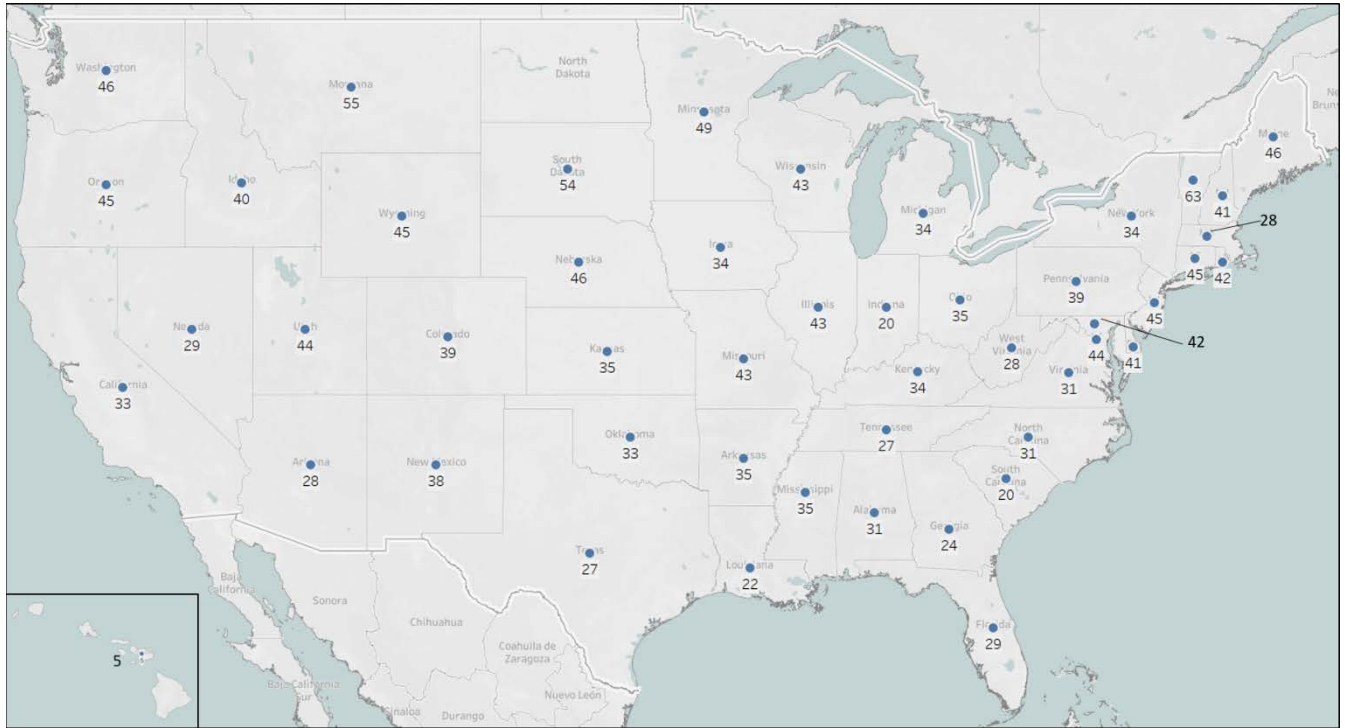 North
Dakota
Washington
46
Montana
55
Minnesota
49
Maine
46
New
Bruns
South
Dakota
54
Wisconsin
43
Oregon
45
Idaho
40
63
41
Wyoming
45
Michigan
34
New York
34
28
Iowa
34
Nebraska
46
45
42
Pennsylvania
39
Illinois
43
Indiana
20
Ohio
35
45
Nevada
29
Utah
44
Colorado
39
42
44
41
Kansas
35
Missouri
43
West
Virginia
28
Kentucky
34
Virginia
31
California
33
Tennessee
27
North
Carolina
31
Oklahoma
33
Arizona
28
New Mexico
38
Arkansas
35
South
Carolina
20
Mississippi
35
Alabama
31
Georgia
24
Texas
27
Louisiana
22
Baja
California
Sonora
Chihuahua
Florida
29
Coahuila de
Zaragoza
5
Baja California
Sur
Nuevo León
Sinaloa
Durango